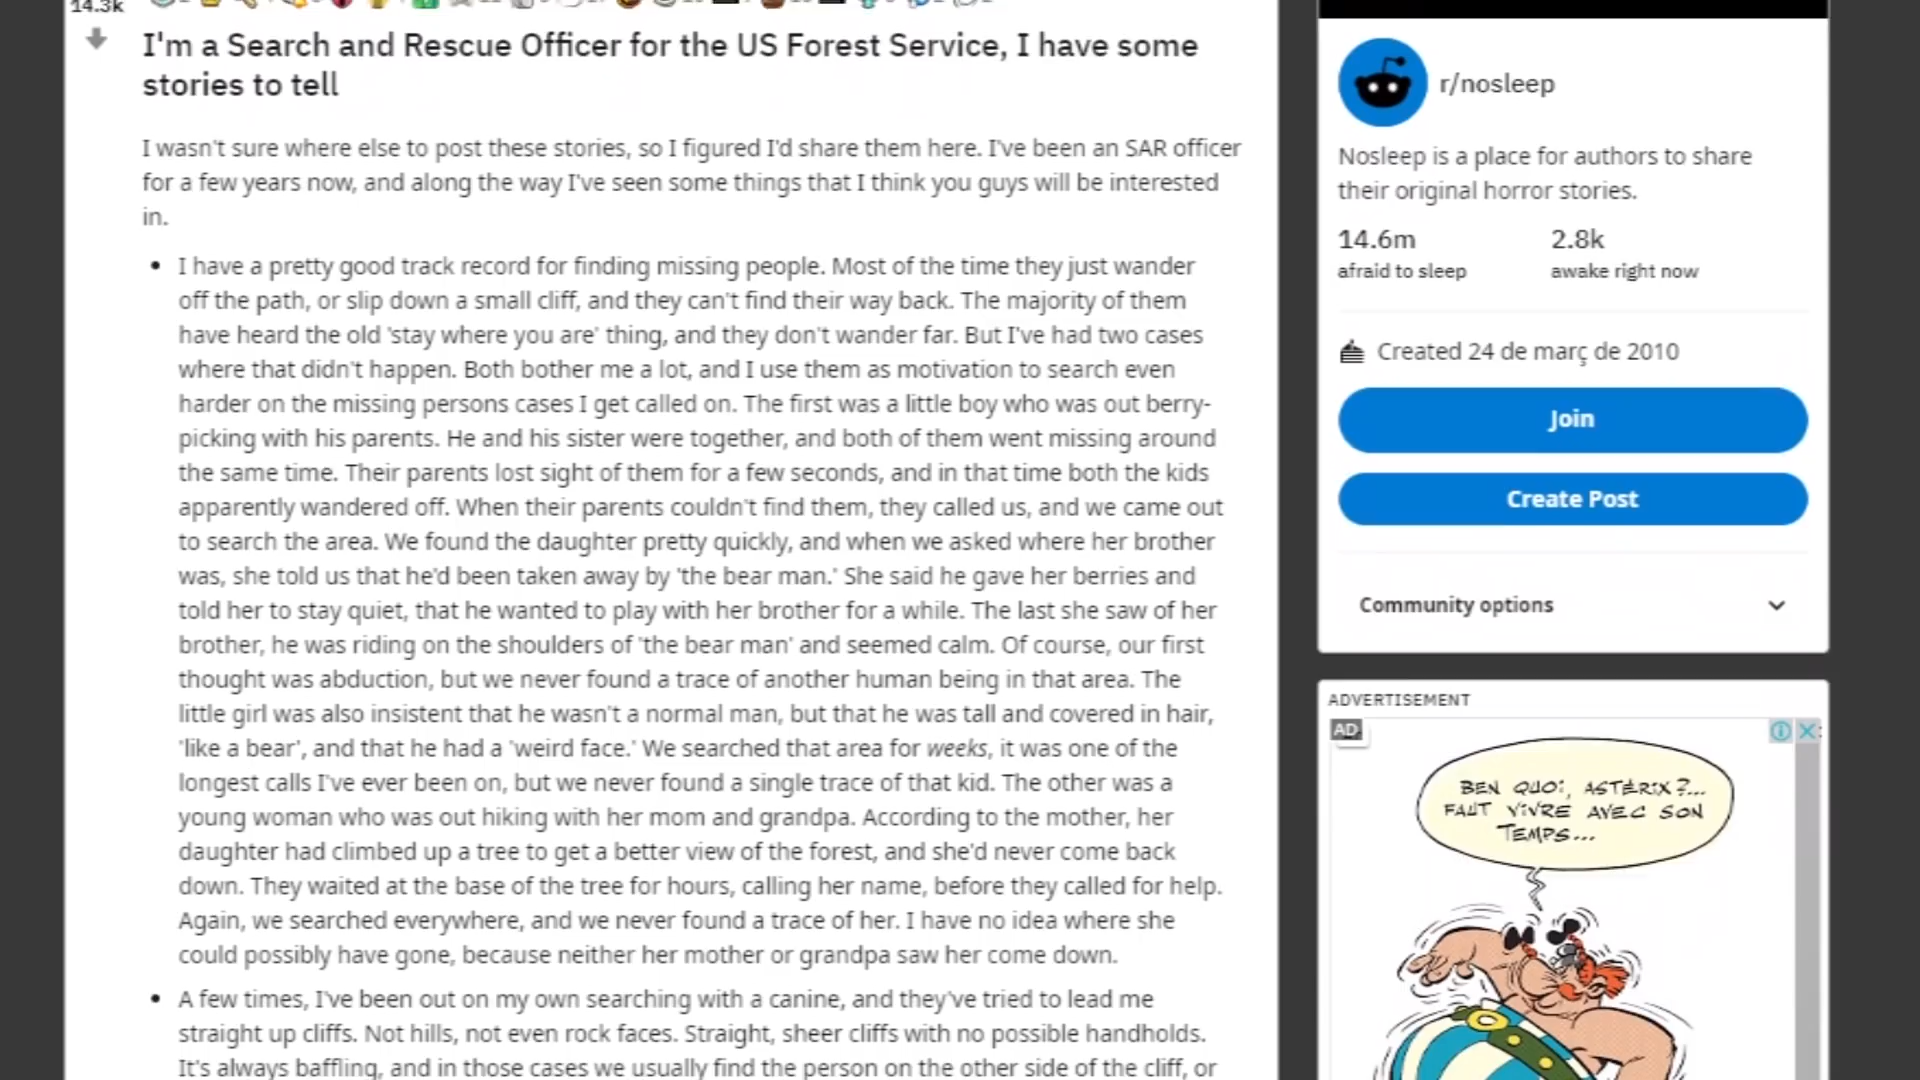 14.3k
I'm a Search and Rescue Officer for the US Forest Service, I have some
stories to tell
I wasn't sure where else to post these stories, so I figured I'd share them here. I've been an SAR officer
for a few years now, and along the way I've seen some things that I think you guys will be interested
in.
• I have a pretty good track record for finding missing people. Most of the time they just wander
off the path, or slip down a small cliff, and they can't find their way back. The majority of them
have heard the old 'stay where you are' thing, and they don't wander far. But I've had two cases
where that didn't happen. Both bother me a lot, and I use them as motivation to search even
harder on the missing persons cases I get called on. The first was a little boy who was out berry-
picking with his parents. He and his sister were together, and both of them went missing around
the same time. Their parents lost sight of them for a few seconds, and in that time both the kids
apparently wandered off. When their parents couldn't find them, they called us, and we came out
to search the area. We found the daughter pretty quickly, and when we asked where her brother
was, she told us that he'd been taken away by 'the bear man.' She said he gave her berries and
told her to stay quiet, that he wanted to play with her brother for a while. The last she saw of her
brother, he was riding on the shoulders of 'the bear man' and seemed calm. Of course, our first
thought was abduction, but we never found a trace of another human being in that area. The
little girl was also insistent that he wasn't a normal man, but that he was tall and covered in hair,
'like a bear', and that he had a 'weird face.' We searched that area for weeks, it was one of the
longest calls I've ever been on, but we never found a single trace of that kid. The other was a
young woman who was out hiking with her mom and grandpa. According to the mother, her
daughter had climbed up a tree to get a better view of the forest, and she'd never come back
down. They waited at the base of the tree for hours, calling her name, before they called for help.
Again, we searched everywhere, and we never found a trace of her. I have no idea where she
could possibly have gone, because neither her mother or grandpa saw her come down.
• A few times, I've been out on my own searching with a canine, and they've tried to lead me
straight up cliffs. Not hills, not even rock faces. Straight, sheer cliffs with no possible handholds.
It's always baffling, and in those cases we usually find the person on the other side of the cliff, or
r/nosleep
Nosleep is a place for authors to share
their original horror stories.
14.6m 2.8k
afraid to sleep awake right now
Created 24 de març de 2010
Join
Create Post
Community options
ADVERTISEMENT
AD
BEN QUOI, ASTÉRIX?...
FAUT VIVRE AVEC SON
TEMPS...